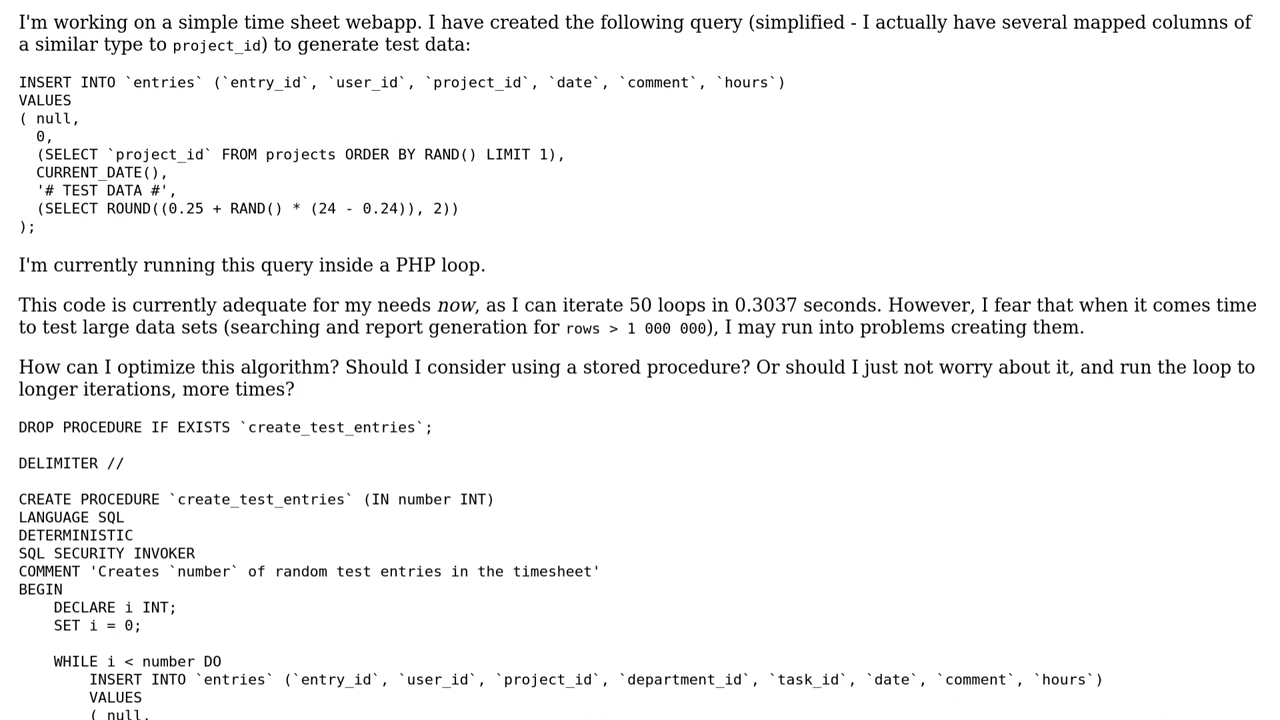 I'm working on a simple time sheet webapp. I have created the following query (simplified - I actually have several mapped columns of
a similar type to project_id) to generate test data:
INSERT INTO `entries` (`entry_id`, `user_id`, `project_id`, `date`, `comment`, `hours`)
VALUES
( null,
  0,
  (SELECT `project_id` FROM projects ORDER BY RAND() LIMIT 1),
  CURRENT_DATE(),
  '# TEST DATA #',
  (SELECT ROUND((0.25 + RAND() * (24 - 0.24)), 2))
);
I'm currently running this query inside a PHP loop.
This code is currently adequate for my needs now, as I can iterate 50 loops in 0.3037 seconds. However, I fear that when it comes time
to test large data sets (searching and report generation for rows > 1 000 000), I may run into problems creating them.
How can I optimize this algorithm? Should I consider using a stored procedure? Or should I just not worry about it, and run the loop to
longer iterations, more times?
DROP PROCEDURE IF EXISTS `create_test_entries`;
DELIMITER //
CREATE PROCEDURE `create_test_entries` (IN number INT)
LANGUAGE SQL
DETERMINISTIC
SQL SECURITY INVOKER
COMMENT 'Creates `number` of random test entries in the timesheet'
BEGIN
    DECLARE i INT;
    SET i = 0;
    WHILE i < number DO
        INSERT INTO `entries` (`entry_id`, `user_id`, `project_id`, `department_id`, `task_id`, `date`, `comment`, `hours`)
        VALUES
        ( null,